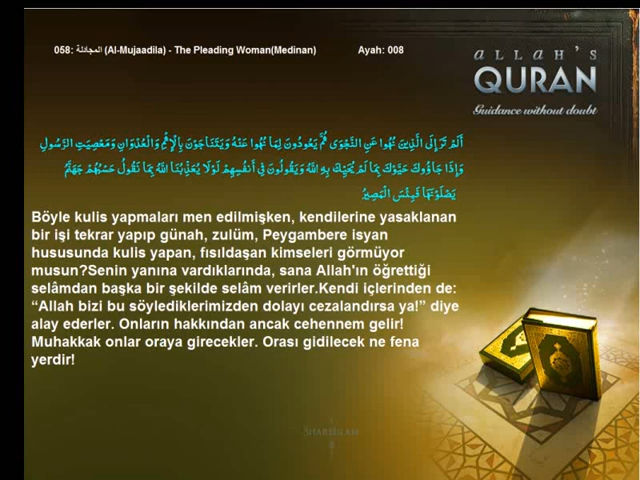 058: المجادلة (Al-Mujaadila) - The Pleading Woman(Medinan) Ayah: 008
ALLAH'S
QURAN
Guidance without doubt
أَلَمْ تَرَ إِلَى الَّذِينَ نُهُوا عَنِ النَّجْوَى ثُمَّ يَعُودُونَ لِمَا نُهُوا عَنْهُ وَيَتَنَاجَوْنَ بِالْإِثْمِ وَالْعُدْوَانِ وَمَعْصِيَتِ الرَّسُولِ
وَإِذَا جَاؤُوكَ حَيَّوْكَ بِمَا لَمْ يُحَيِّكَ بِهِ اللَّهُ وَيَقُولُونَ فِي أَنفُسِهِمْ لَوْلَا يُعَذِّبُنَا اللَّهُ بِمَا نَقُولُ حَسْبُهُمْ جَهَنَّمُ
يَصْلَوْنَهَا فَبِئْسَ الْمَصِيرُ
Böyle kulis yapmaları men edilmişken, kendilerine yasaklanan
bir işi tekrar yapıp günah, zulüm, Peygambere isyan
hususunda kulis yapan, fısıldaşan kimseleri görmüyor
musun?Senin yanına vardıklarında, sana Allah'ın öğrettiği
selâmdan başka bir şekilde selâm verirler.Kendi içlerinden de:
“Allah bizi bu söylediklerimizden dolayı cezalandırsa ya!” diye
alay ederler. Onların hakkından ancak cehennem gelir!
Muhakkak onlar oraya girecekler. Orası gidilecek ne fena
yerdir!